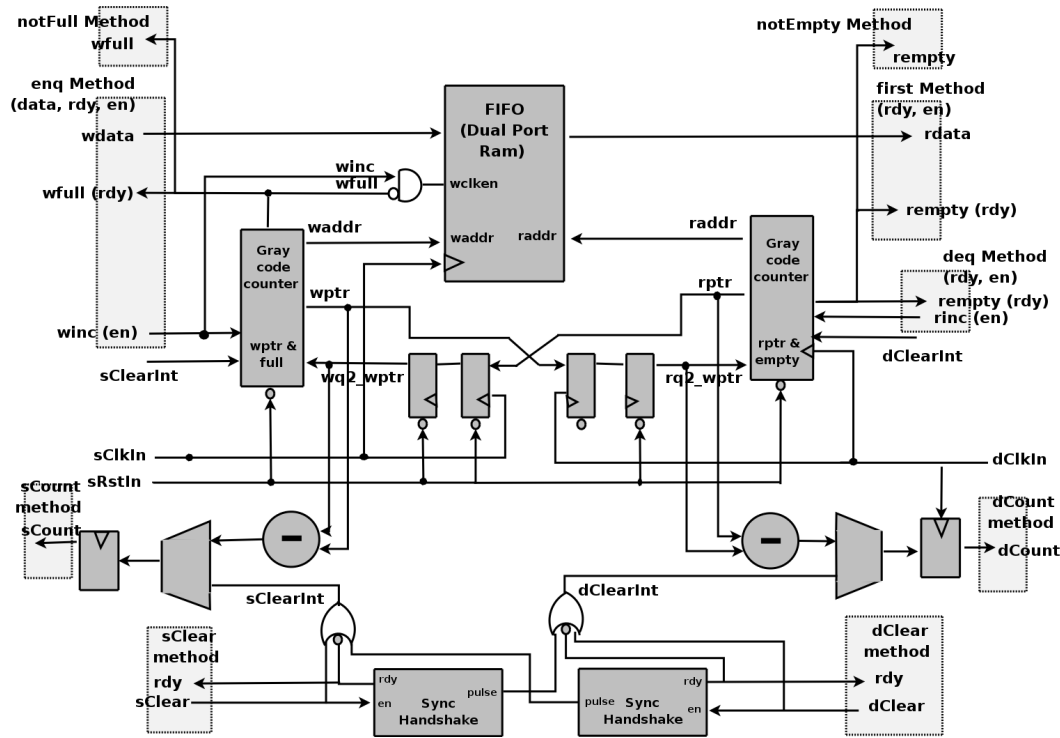 notFull Method
wfull
notEmpty Method
rempty
enq Method
(data, rdy, en)
wdata
FIFO
(Dual Port
Ram)
first Method
(rdy, en)
rdata
winc
wfull
wclken
wfull (rdy)
rempty (rdy)
waddr
waddr
raddr
raddr
Gray
code
counter
wptr &
full
Gray
code
counter
rptr &
empty
deq Method
(rdy, en)
rempty (rdy)
rinc (en)
wptr
rptr
winc (en)
sClearInt
dClearInt
wq2_wptr
rq2_wptr
sClkIn
dClkIn
sRstIn
sCount
method
sCount
dCount
method
dCount
-
-
sClearInt
dClearInt
sClear
method
rdy
sClear
rdy
en
pulse
Sync
Handshake
pulse
rdy
en
Sync
Handshake
dClear
method
rdy
dClear